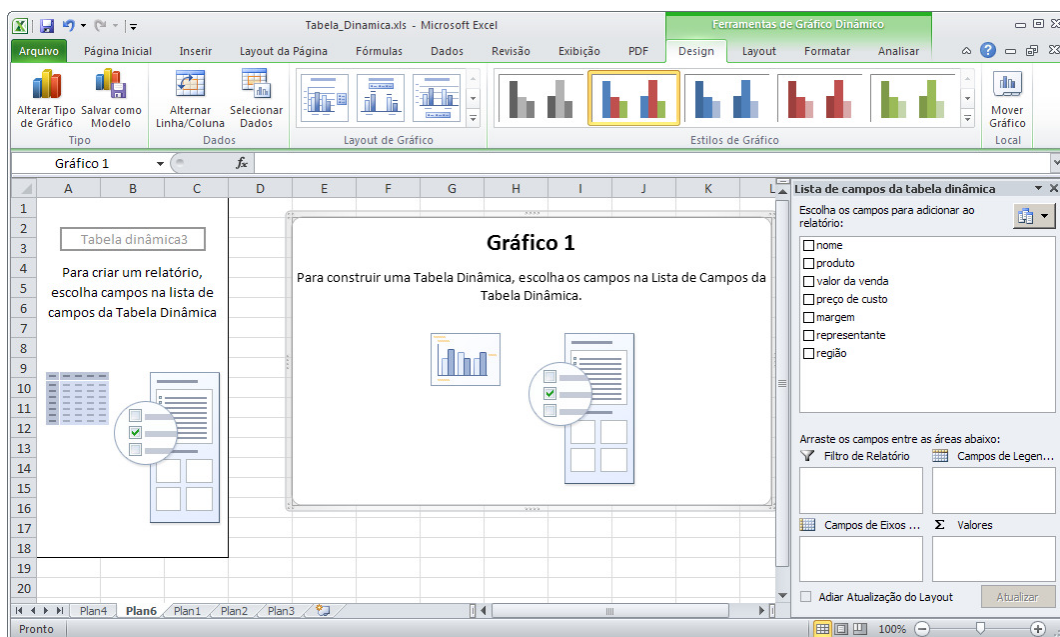 Tabela_Dinamica.xls - Microsoft Excel
Ferramentas de Gráfico Dinâmico
Arquivo Página Inicial Inserir Layout da Página Fórmulas Dados Revisão Exibição PDF Design Layout Formatar Analisar
Alterar Tipo de Gráfico
Salvar como Modelo
Alternar Linha/Coluna
Selecionar Dados
Mover Gráfico
Tipo Dados Layout de Gráfico Estilos de Gráfico Local
Gráfico 1 fx
A B C D E F G H I J K L
1
2
3
4
5
6
7
8
9
10
11
12
13
14
15
16
17
18
19
20
Tabela dinâmica3
Para criar um relatório,
escolha campos na lista de
campos da Tabela Dinâmica
Gráfico 1
Para construir uma Tabela Dinâmica, escolha os campos na Lista de Campos da
Tabela Dinâmica.
Lista de campos da tabela dinâmica
Escolha os campos para adicionar ao
relatório:
nome
produto
valor da venda
preço de custo
margem
representante
região
Arraste os campos entre as áreas abaixo:
Filtro de Relatório Campos de Legen...
Campos de Eixos ... Σ Valores
Adiar Atualização do Layout Atualizar
Plan4 Plan6 Plan1 Plan2 Plan3
Pronto 100%